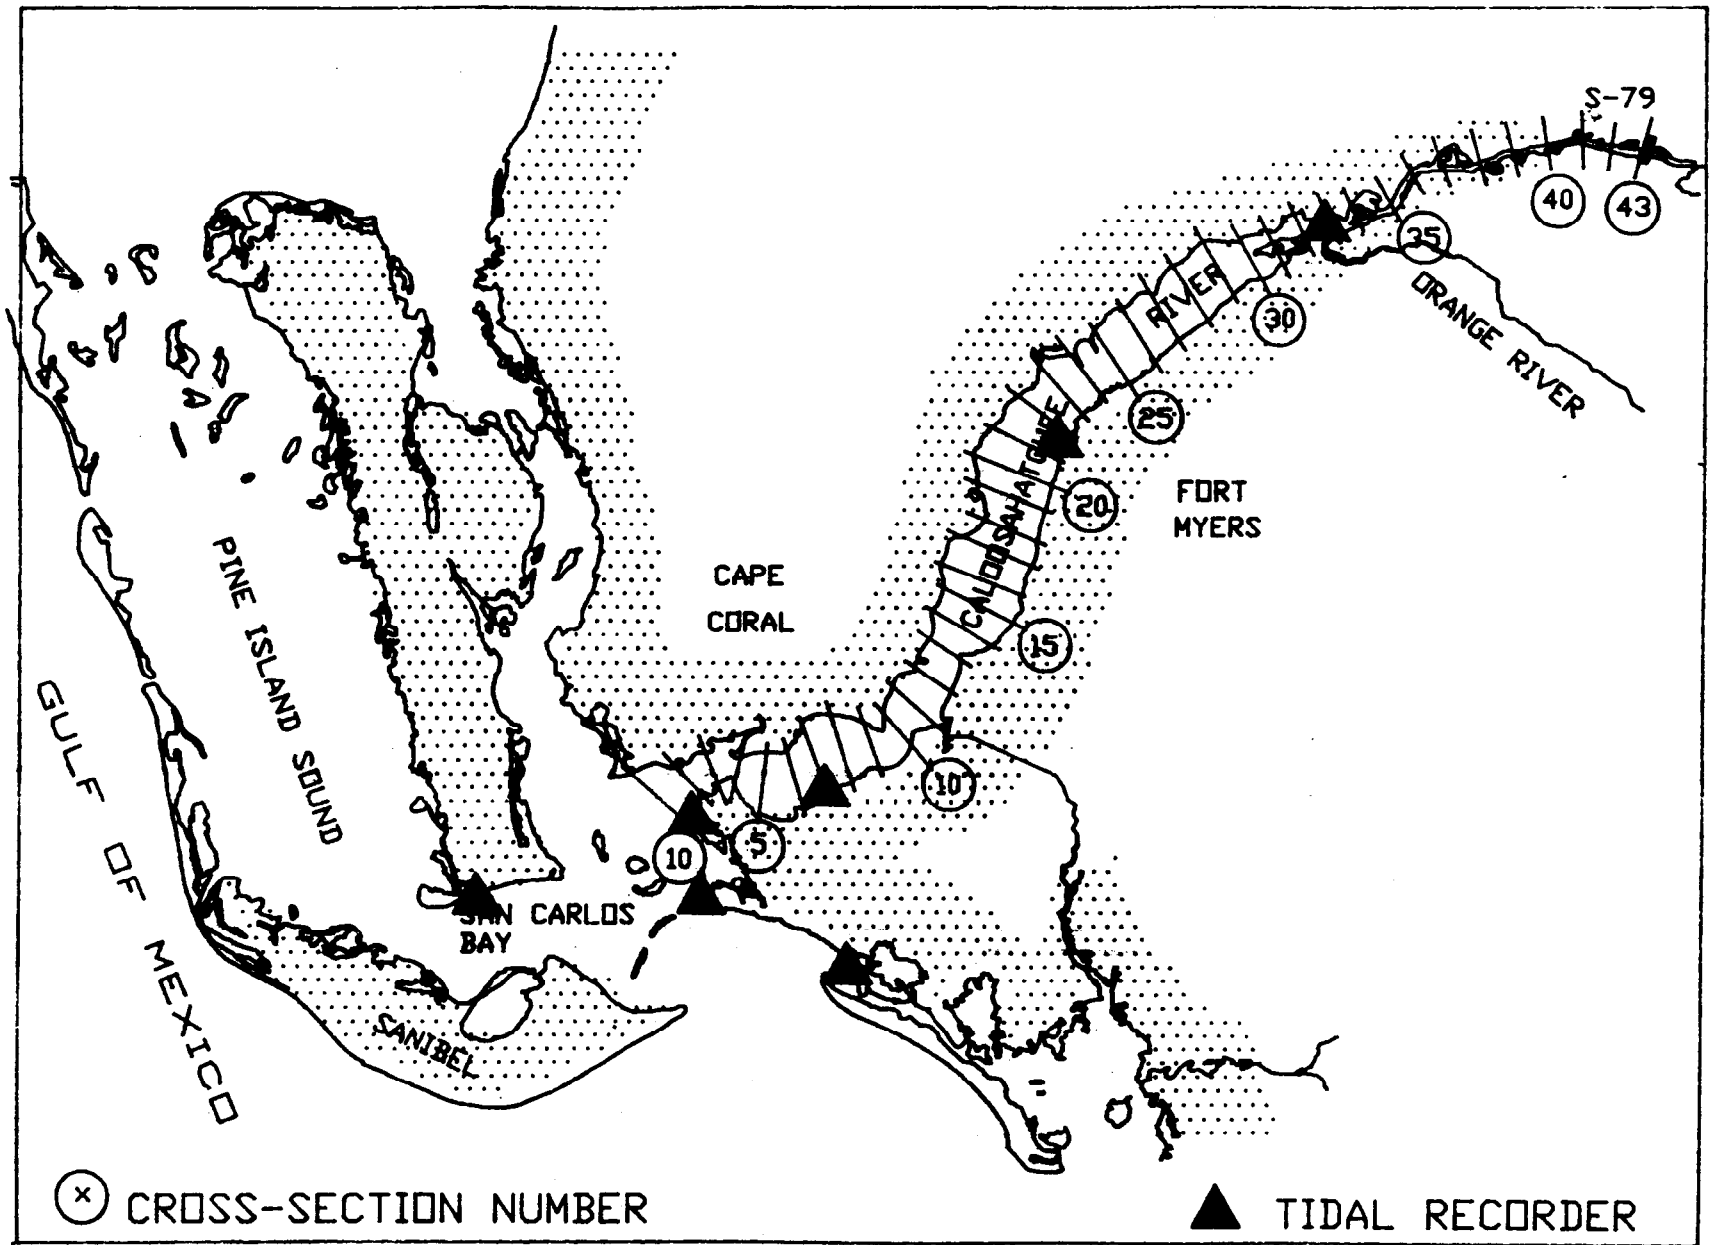 S-79
40
43
35
ORANGE RIVER
30
RIVER
25
CALOOSAHATCHEE
20
FORT
MYERS
CAPE
CORAL
15
PINE ISLAND SOUND
GULF OF MEXICO
10
5
10
SAN CARLOS
BAY
SANIBEL
x CROSS-SECTION NUMBER
TIDAL RECORDER